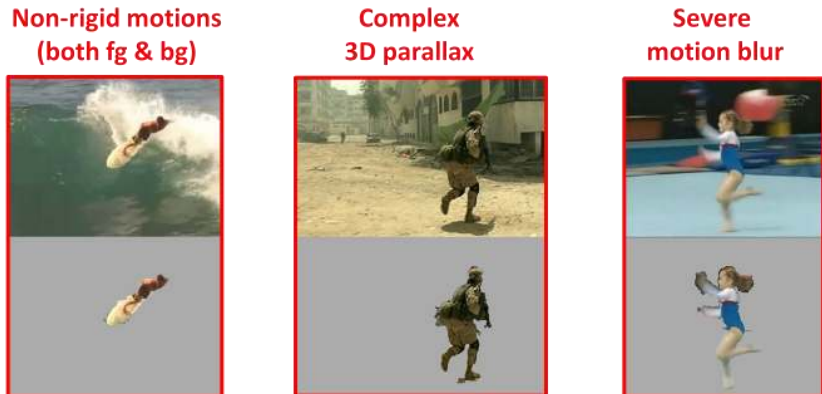 Non-rigid motions
(both fg & bg)
Complex
3D parallax
Severe
motion blur